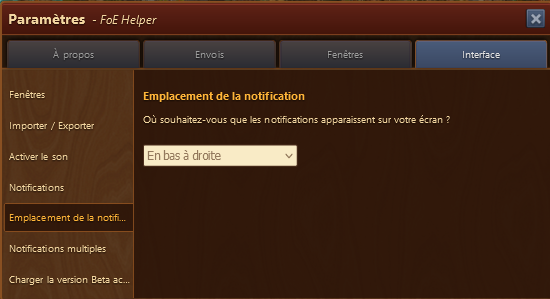 Paramètres - FoE Helper
À propos
Envois
Fenêtres
Interface
Fenêtres
Importer / Exporter
Activer le son
Notifications
Emplacement de la notifi...
Notifications multiples
Charger la version Beta ac...
Emplacement de la notification
Où souhaitez-vous que les notifications apparaissent sur votre écran ?
En bas à droite